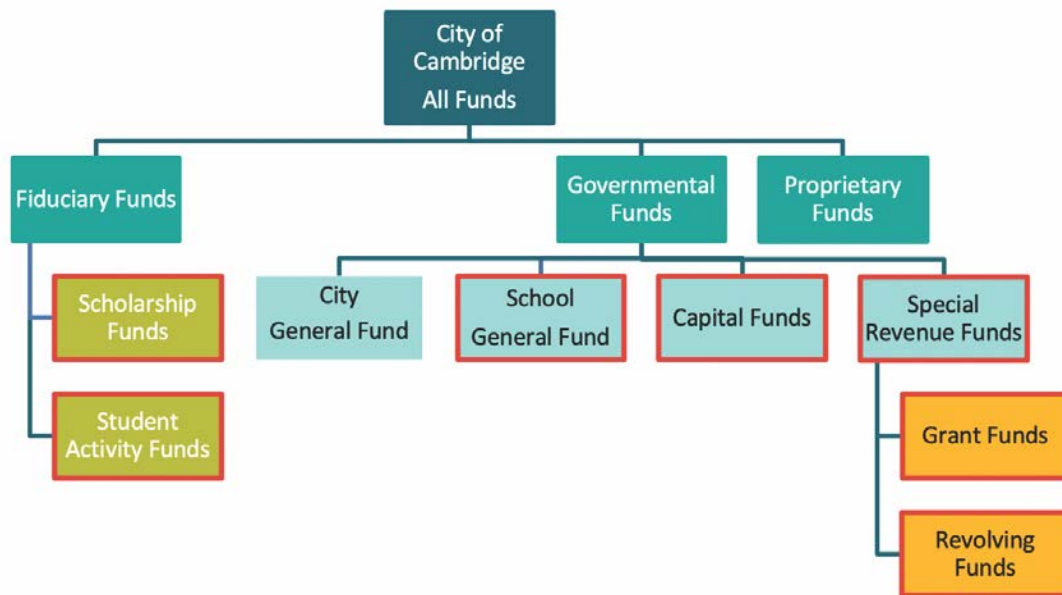 City of
Cambridge
All Funds
Fiduciary Funds
Governmental
Funds
Proprietary
Funds
Scholarship
Funds
City
General Fund
School
General Fund
Capital Funds
Special
Revenue Funds
Student
Activity Funds
Grant Funds
Revolving
Funds